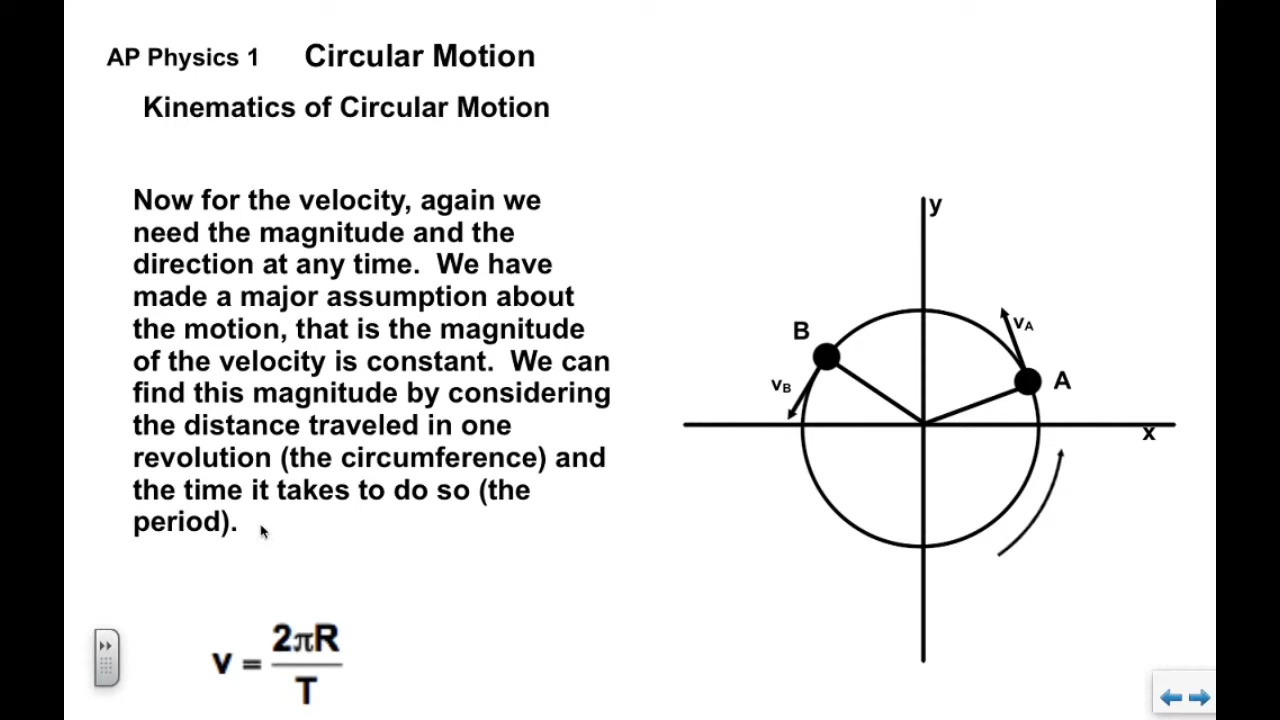 AP Physics 1 Circular Motion
Kinematics of Circular Motion
Now for the velocity, again we
need the magnitude and the
direction at any time. We have
made a major assumption about
the motion, that is the magnitude
of the velocity is constant. We can
find this magnitude by considering
the distance traveled in one
revolution (the circumference) and
the time it takes to do so (the
period).
v = 2πR
T
y
B
vA
A
vB
x